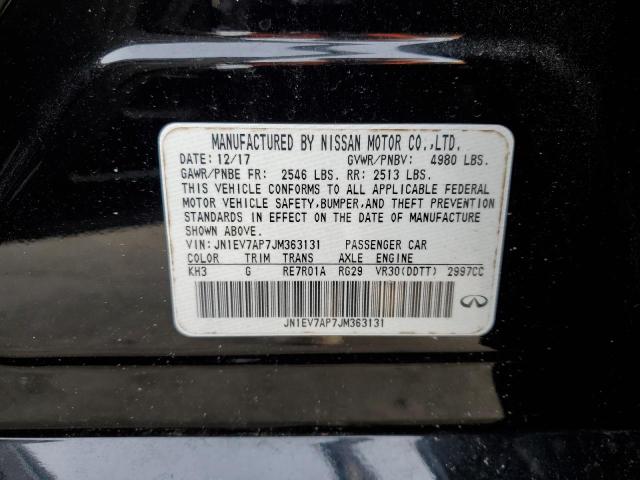 MANUFACTURED BY NISSAN MOTOR CO.,LTD.
DATE: 12/17 GVWR/PNBV: 4980 LBS.
GAWR/PNBE FR: 2546 LBS. RR: 2513 LBS.
THIS VEHICLE CONFORMS TO ALL APPLICABLE FEDERAL
MOTOR VEHICLE SAFETY,BUMPER,AND THEFT PREVENTION
STANDARDS IN EFFECT ON THE DATE OF MANUFACTURE
SHOWN ABOVE.
VIN: JN1EV7AP7JM363131 PASSENGER CAR
COLOR TRIM TRANS AXLE ENGINE
KH3 G RE7R01A RG29 VR30(DDTT) 2997CC
JN1EV7AP7JM363131